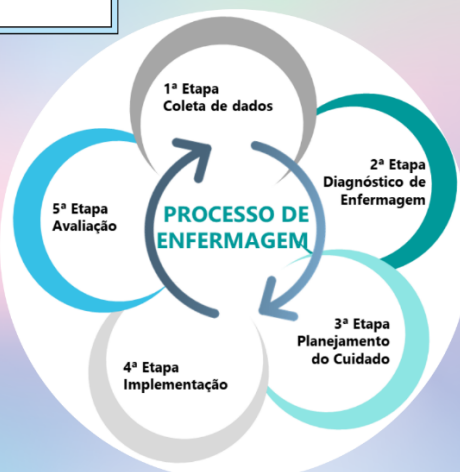 1ª Etapa
Coleta de dados
2ª Etapa
Diagnóstico de
Enfermagem
3ª Etapa
Planejamento
do Cuidado
4ª Etapa
Implementação
5ª Etapa
Avaliação
PROCESSO DE
ENFERMAGEM